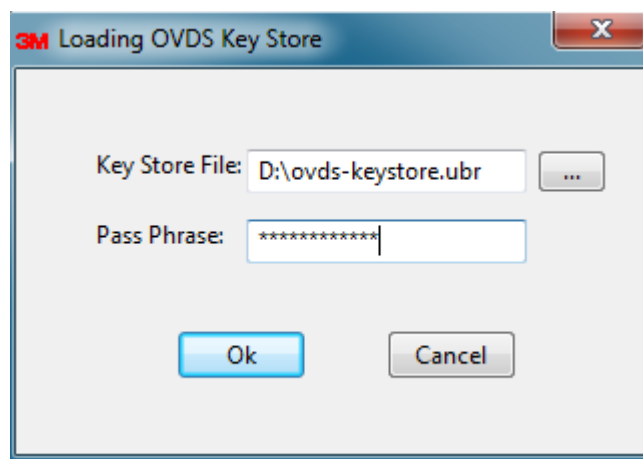 3M Loading OVDS Key Store
Key Store File: D:\ovds-keystore.ubr ...
Pass Phrase: ************
Ok Cancel